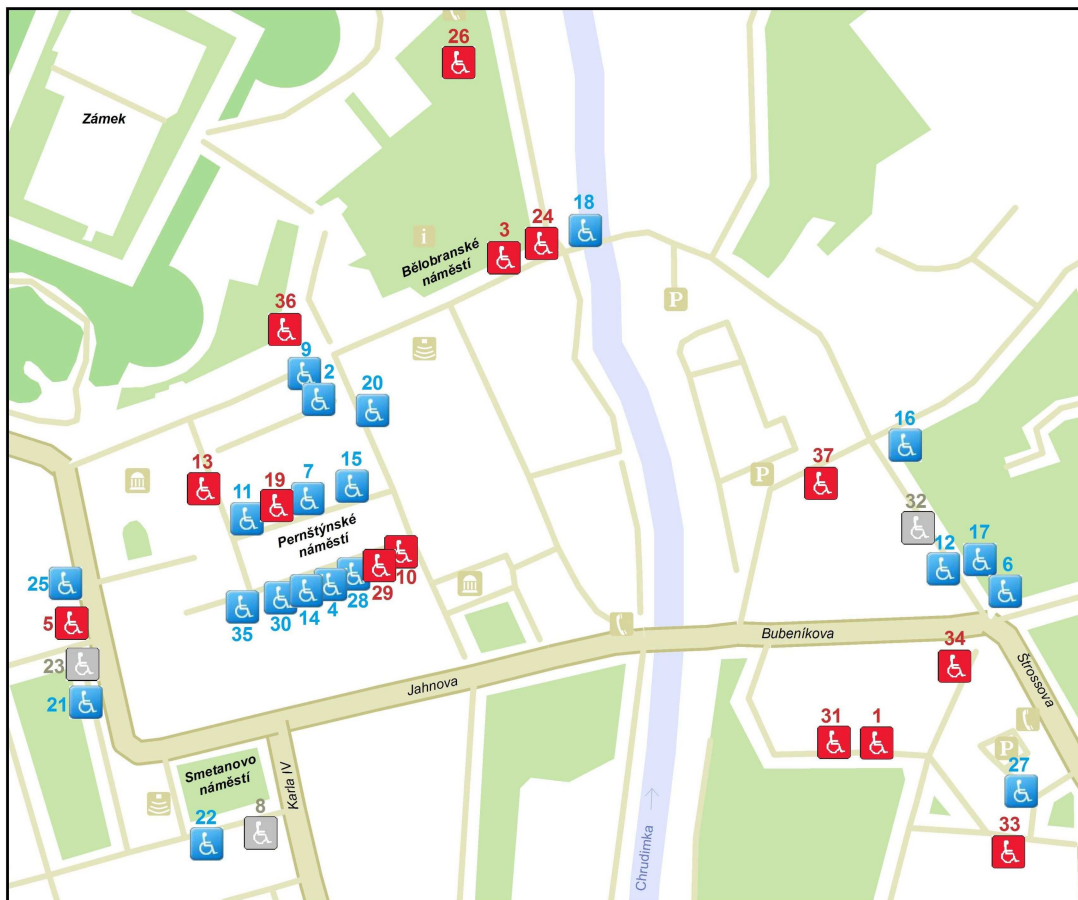 26
Zámek
18
24
3
i
Bělobranské
náměstí
P
36
9
2
20
16
13
19
7
15
37
P
11
32
Pernštýnské
náměstí
12
17
6
10
29
28
4
14
30
35
25
5
23
21
Bubeníkova
34
Štrossova
Jahnova
31
1
P
27
Smetanovo
náměstí
Karla IV
22
8
33
Chrudimka →